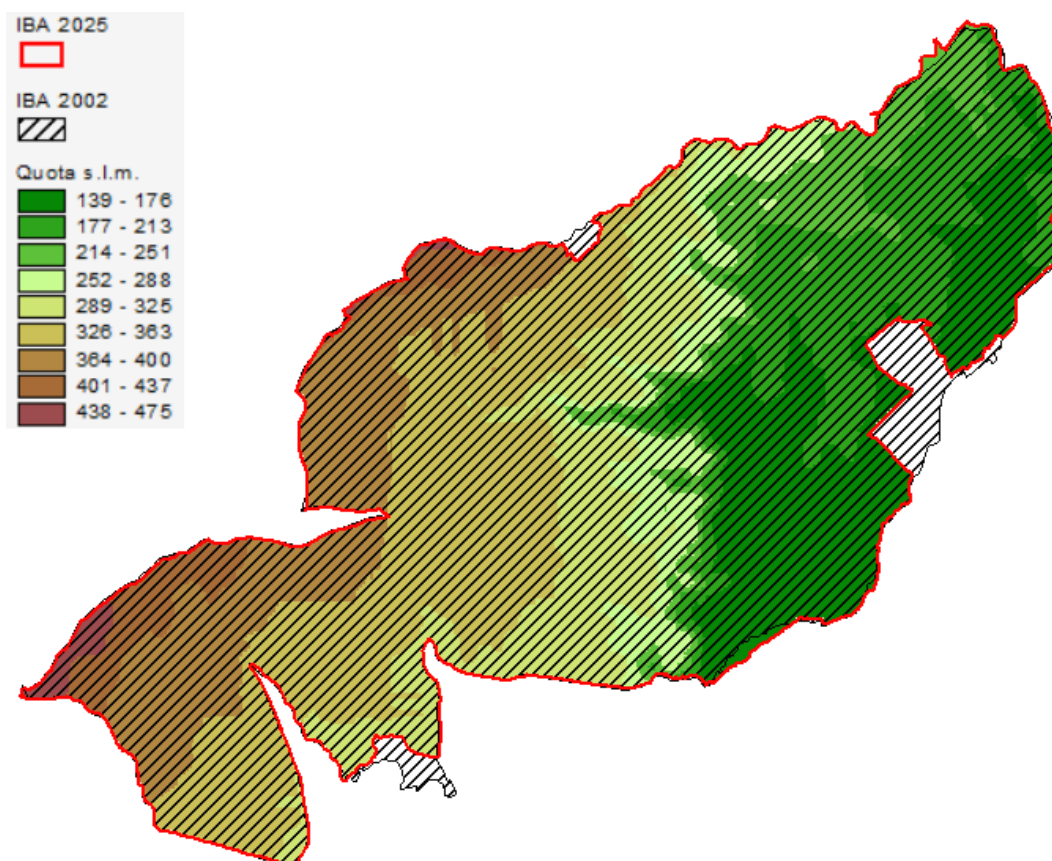 IBA 2025
IBA 2002
Quota s.l.m.
139 - 176
177 - 213
214 - 251
252 - 288
289 - 325
326 - 363
364 - 400
401 - 437
438 - 475